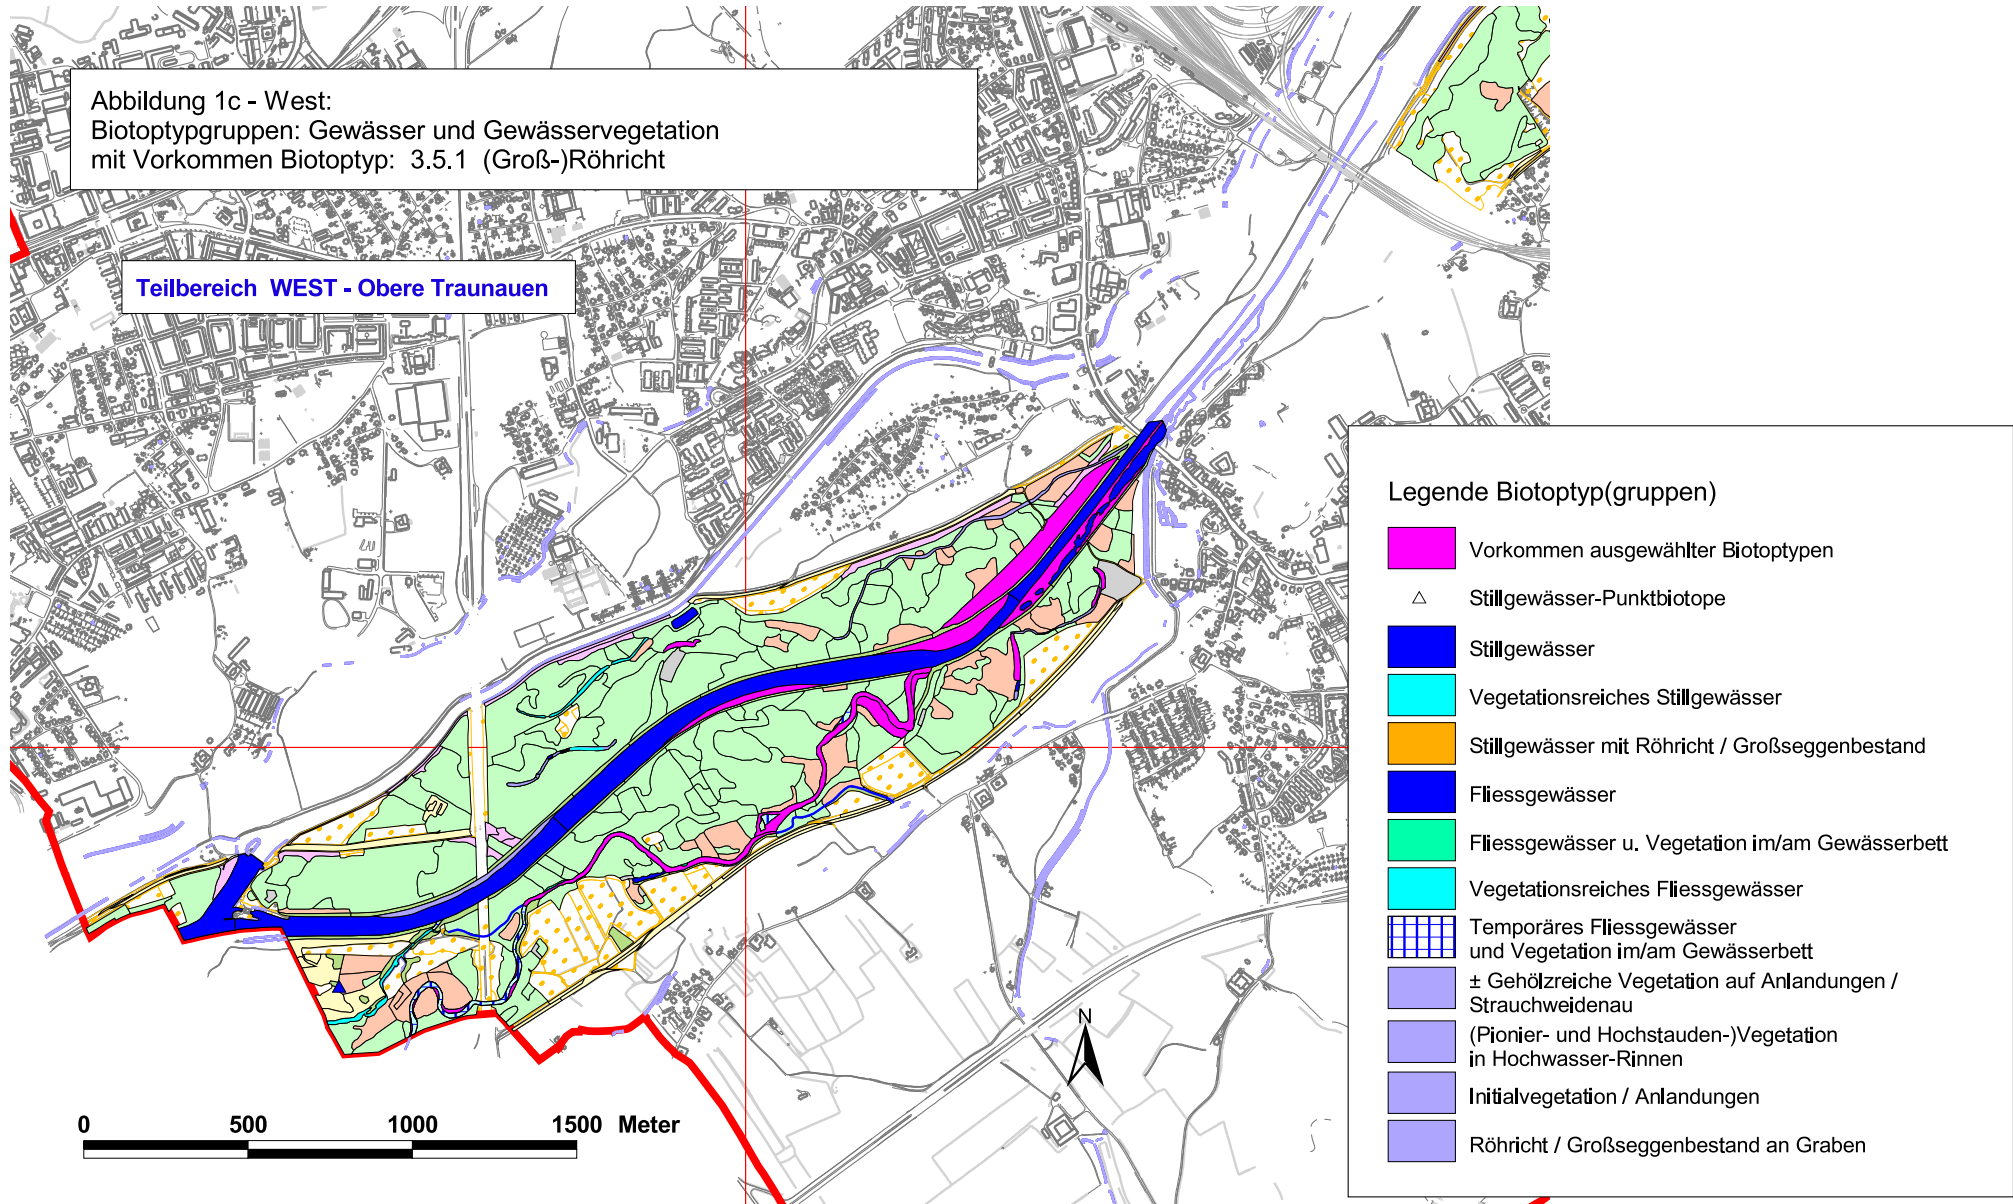 Abbildung 1c - West:
Biotoptypgruppen: Gewässer und Gewässervegetation
mit Vorkommen Biotoptyp: 3.5.1 (Groß-)Röhricht
Teilbereich WEST - Obere Traunauen
Legende Biotoptyp(gruppen)
Vorkommen ausgewählter Biotoptypen
Stillgewässer-Punktbiotope
Stillgewässer
Vegetationsreiches Stillgewässer
Stillgewässer mit Röhricht / Großseggenbestand
Fliessgewässer
Fliessgewässer u. Vegetation im/am Gewässerbett
Vegetationsreiches Fliessgewässer
Temporäres Fliessgewässer
und Vegetation im/am Gewässerbett
± Gehölzreiche Vegetation auf Anlandungen /
Strauchweidenau
(Pionier- und Hochstauden-)Vegetation
in Hochwasser-Rinnen
Initialvegetation / Anlandungen
Röhricht / Großseggenbestand an Graben
N
0 500 1000 1500 Meter